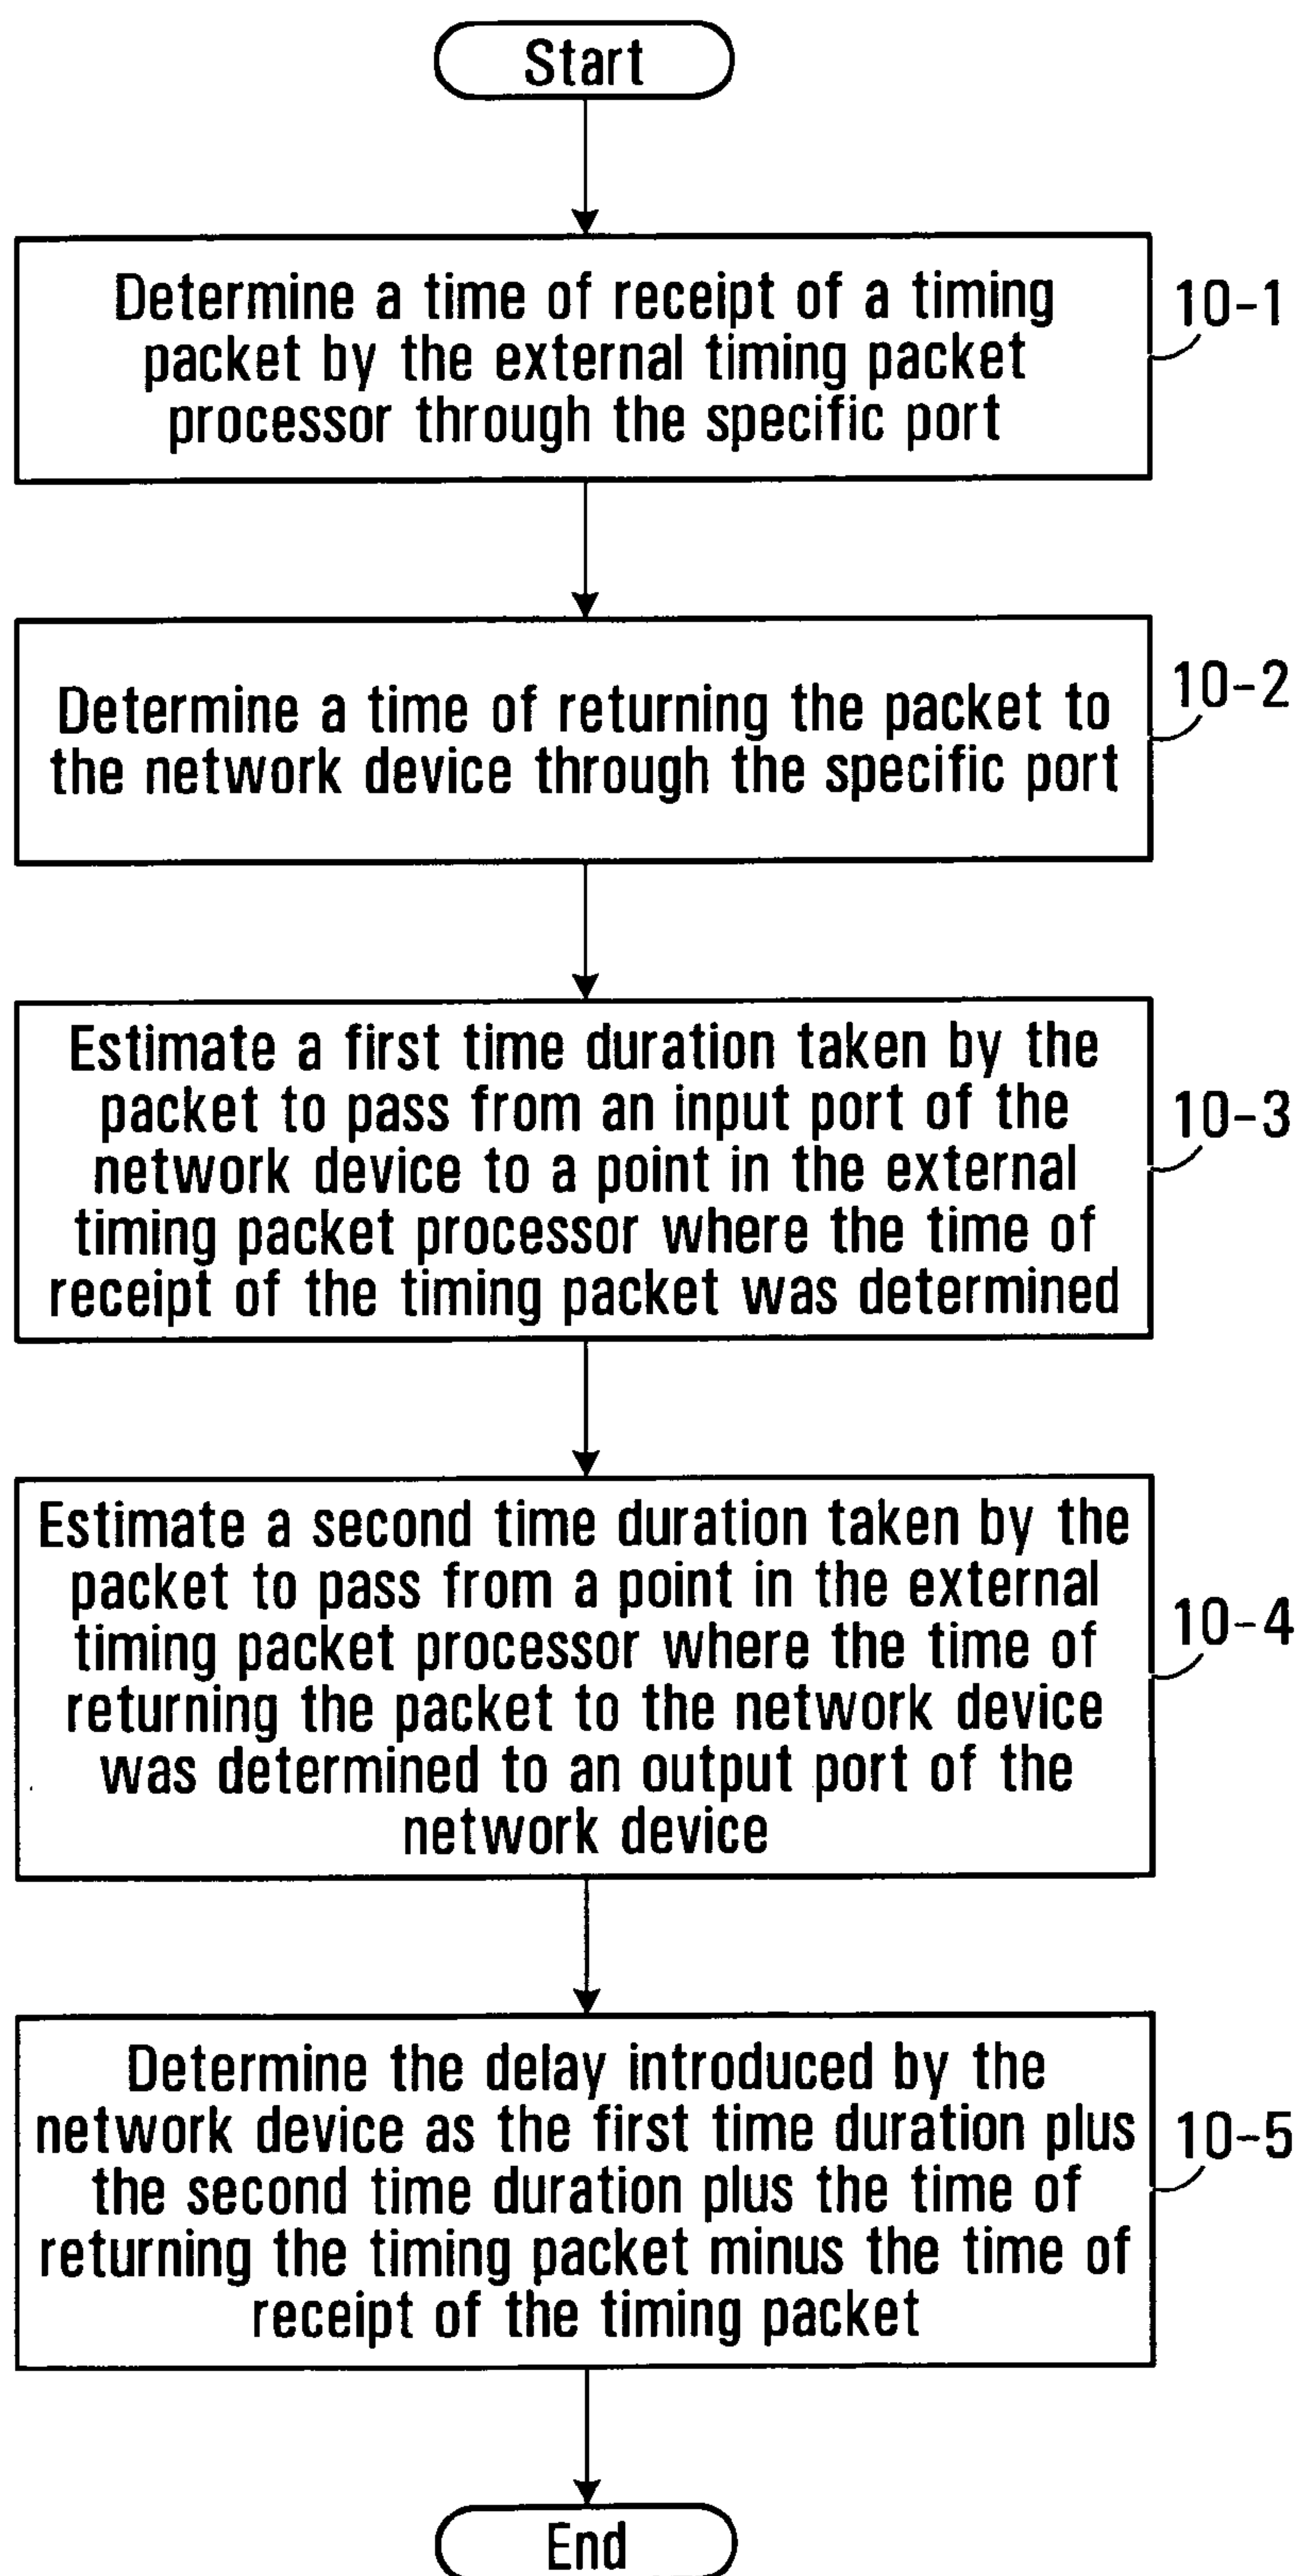 Start
Determine a time of receipt of a timing
packet by the external timing packet
processor through the specific port
10-1
Determine a time of returning the packet to
the network device through the specific port
10-2
Estimate a first time duration taken by the
packet to pass from an input port of the
network device to a point in the external
timing packet processor where the time of
receipt of the timing packet was determined
10-3
Estimate a second time duration taken by the
packet to pass from a point in the external
timing packet processor where the time of
returning the packet to the network device
was determined to an output port of the
network device
10-4
Determine the delay introduced by the
network device as the first time duration plus
the second time duration plus the time of
returning the timing packet minus the time of
receipt of the timing packet
10-5
End